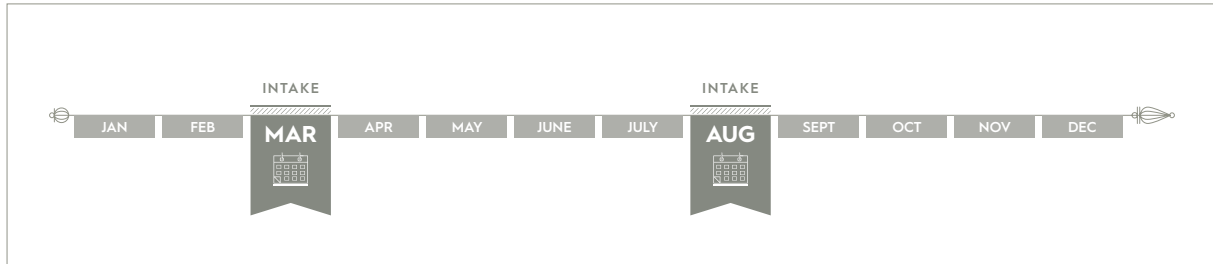 INTAKE INTAKE
JAN FEB MAR APR MAY JUNE JULY AUG SEPT OCT NOV DEC